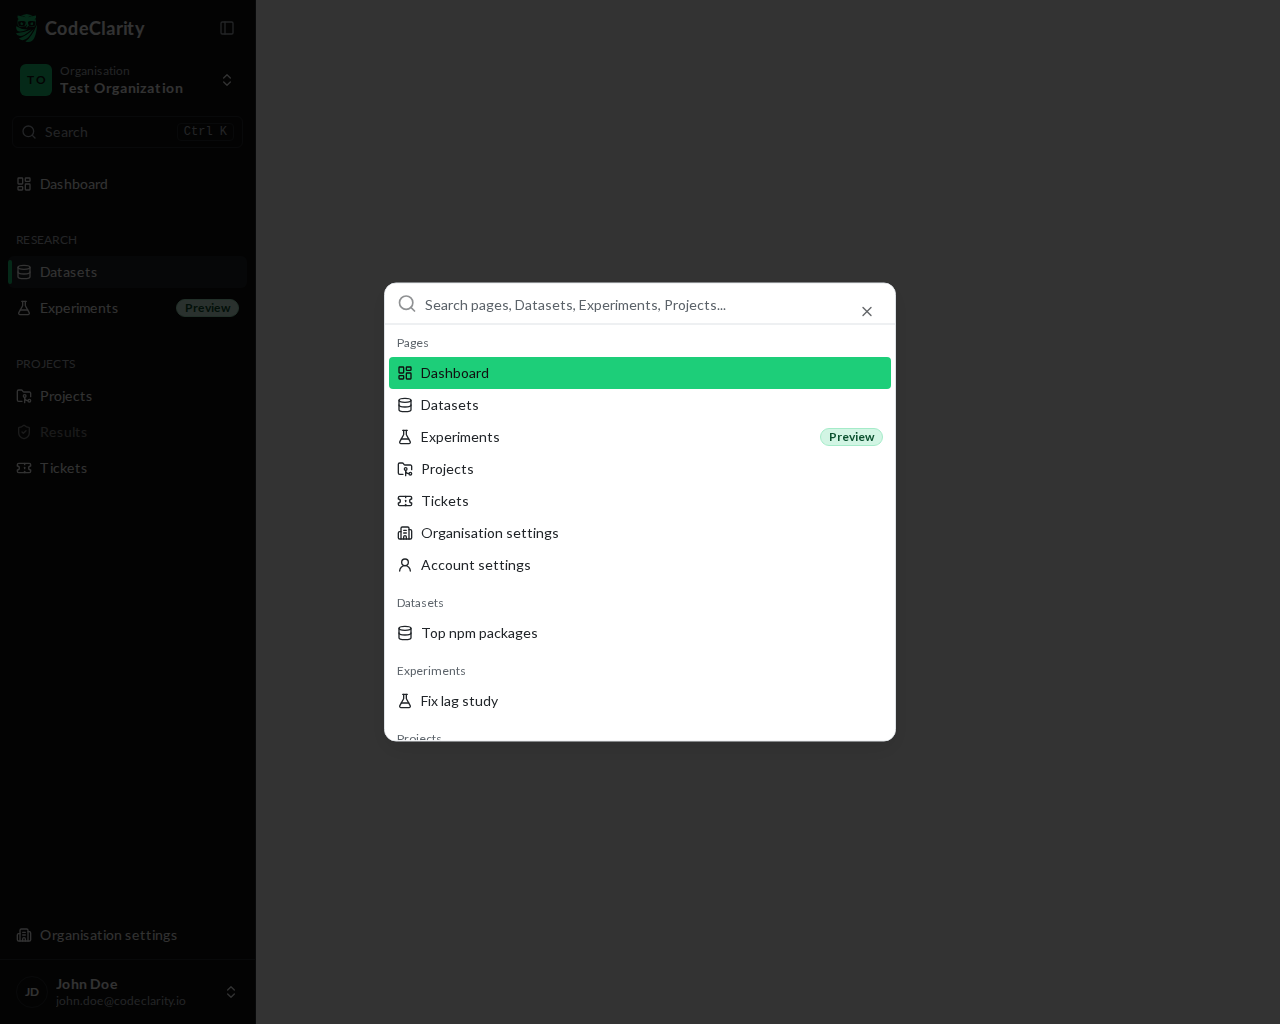 CodeClarity
TO
Organisation
Test Organization
Search
Ctrl K
Dashboard
RESEARCH
Datasets
Experiments
Preview
PROJECTS
Projects
Results
Tickets
Organisation settings
JD
John Doe
john.doe@codeclarity.io
Search pages, Datasets, Experiments, Projects...
Pages
Dashboard
Datasets
Experiments
Preview
Projects
Tickets
Organisation settings
Account settings
Datasets
Top npm packages
Experiments
Fix lag study
Projects